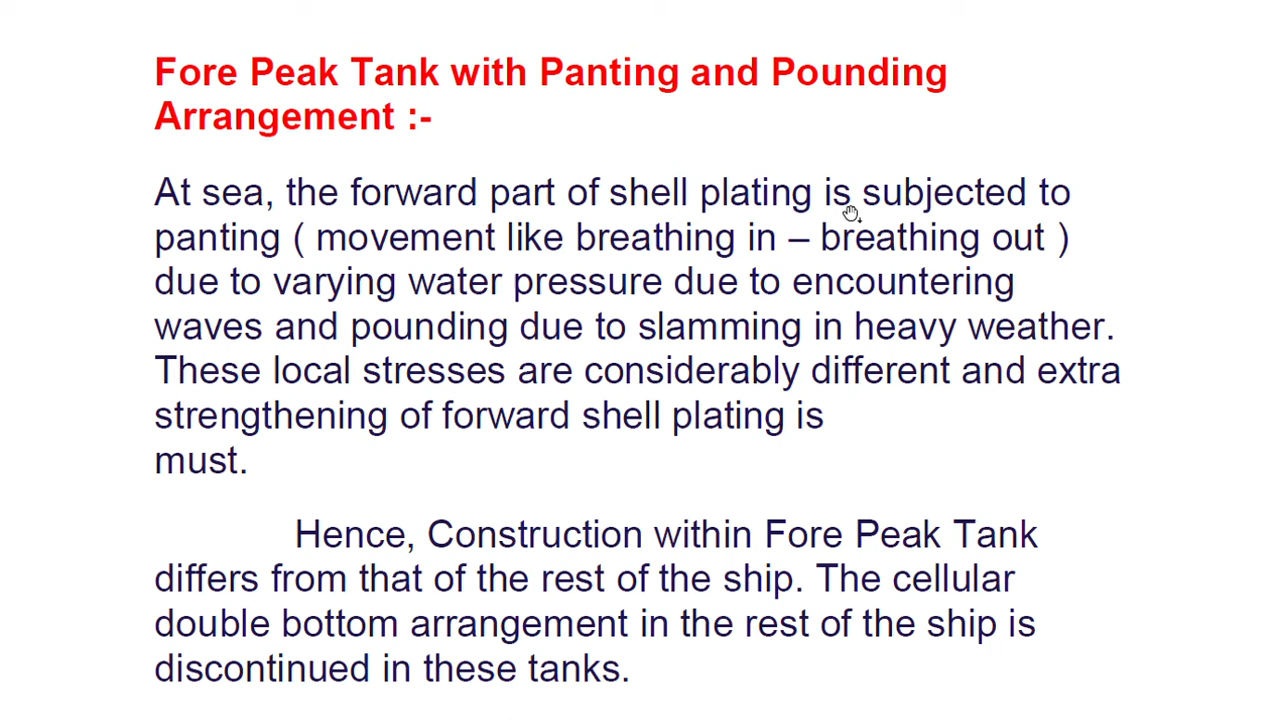 Fore Peak Tank with Panting and Pounding
Arrangement :-
At sea, the forward part of shell plating is subjected to
panting ( movement like breathing in – breathing out )
due to varying water pressure due to encountering
waves and pounding due to slamming in heavy weather.
These local stresses are considerably different and extra
strengthening of forward shell plating is
must.
Hence, Construction within Fore Peak Tank
differs from that of the rest of the ship. The cellular
double bottom arrangement in the rest of the ship is
discontinued in these tanks.